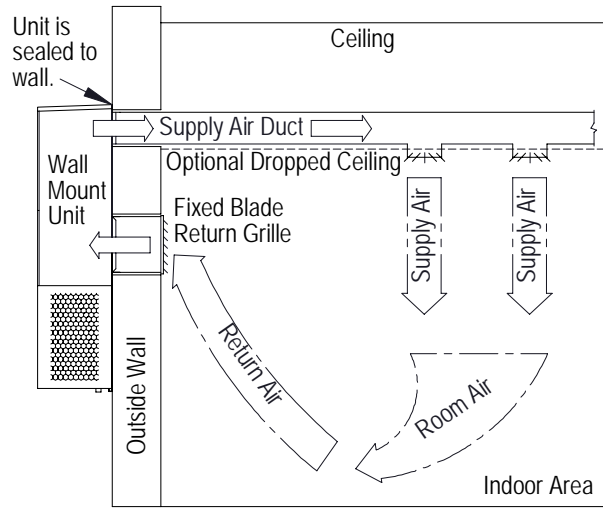 Unit is
sealed to
wall.
Ceiling
Supply Air Duct
Optional Dropped Ceiling
Wall
Mount
Unit
Fixed Blade
Return Grille
Supply Air
Supply Air
Return Air
Room Air
Outside Wall
Indoor Area